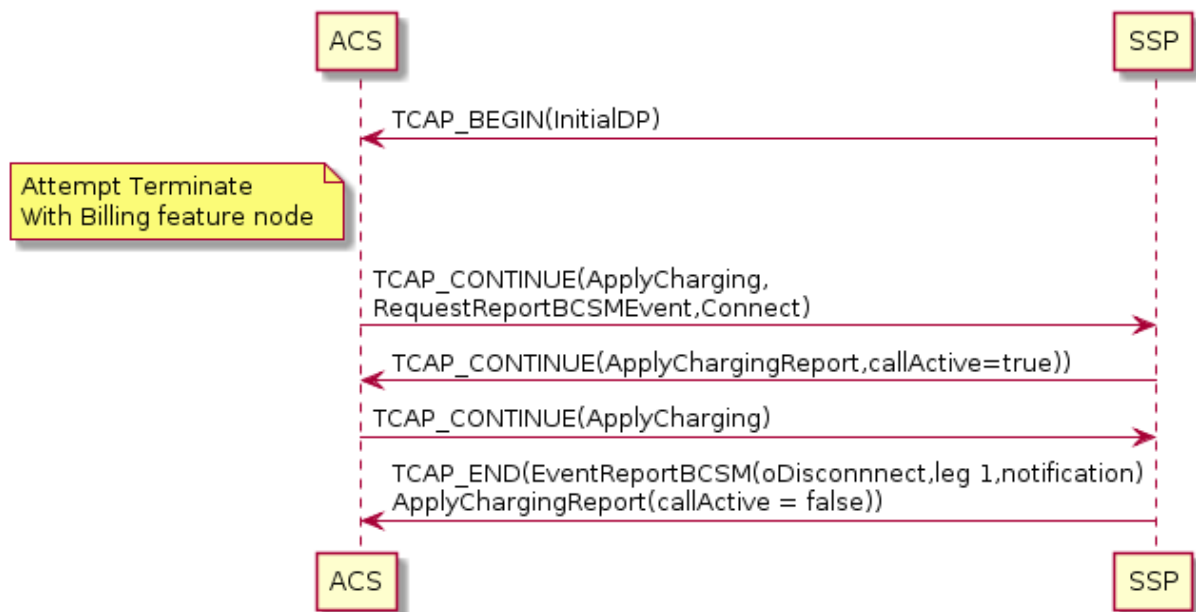 ACS
SSP
TCAP_BEGIN(InitialDP)
Attempt Terminate
With Billing feature node
TCAP_CONTINUE(ApplyCharging,
RequestReportBCSMEvent,Connect)
TCAP_CONTINUE(ApplyChargingReport,callActive=true))
TCAP_CONTINUE(ApplyCharging)
TCAP_END(EventReportBCSM(oDisconnnect,leg 1,notification)
ApplyChargingReport(callActive = false))
ACS
SSP